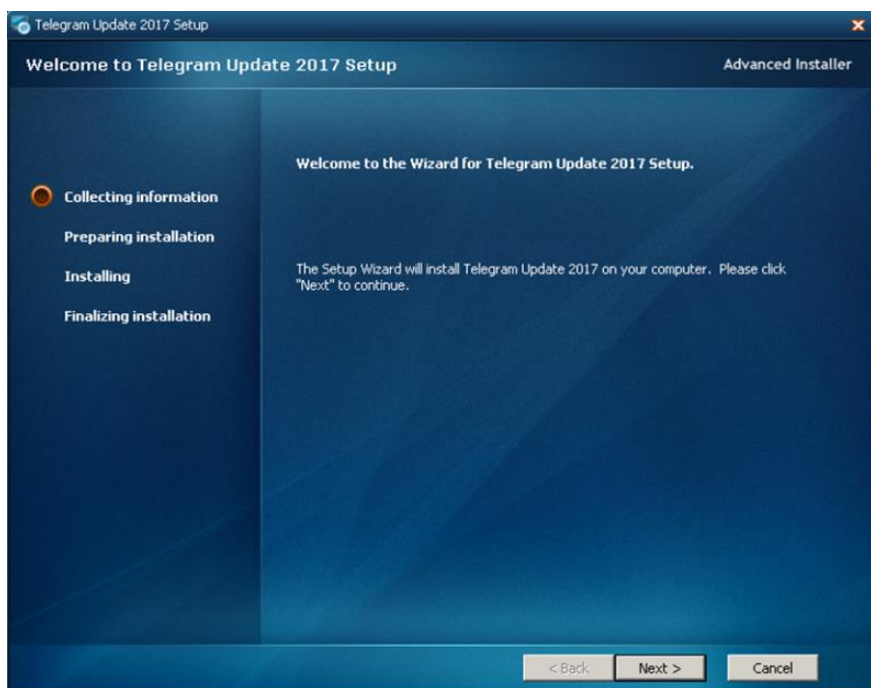 Telegram Update 2017 Setup
Welcome to Telegram Update 2017 Setup
Advanced Installer
Welcome to the Wizard for Telegram Update 2017 Setup.
Collecting information
Preparing installation
Installing
Finalizing installation
The Setup Wizard will install Telegram Update 2017 on your computer. Please click
"Next" to continue.
< Back
Next >
Cancel